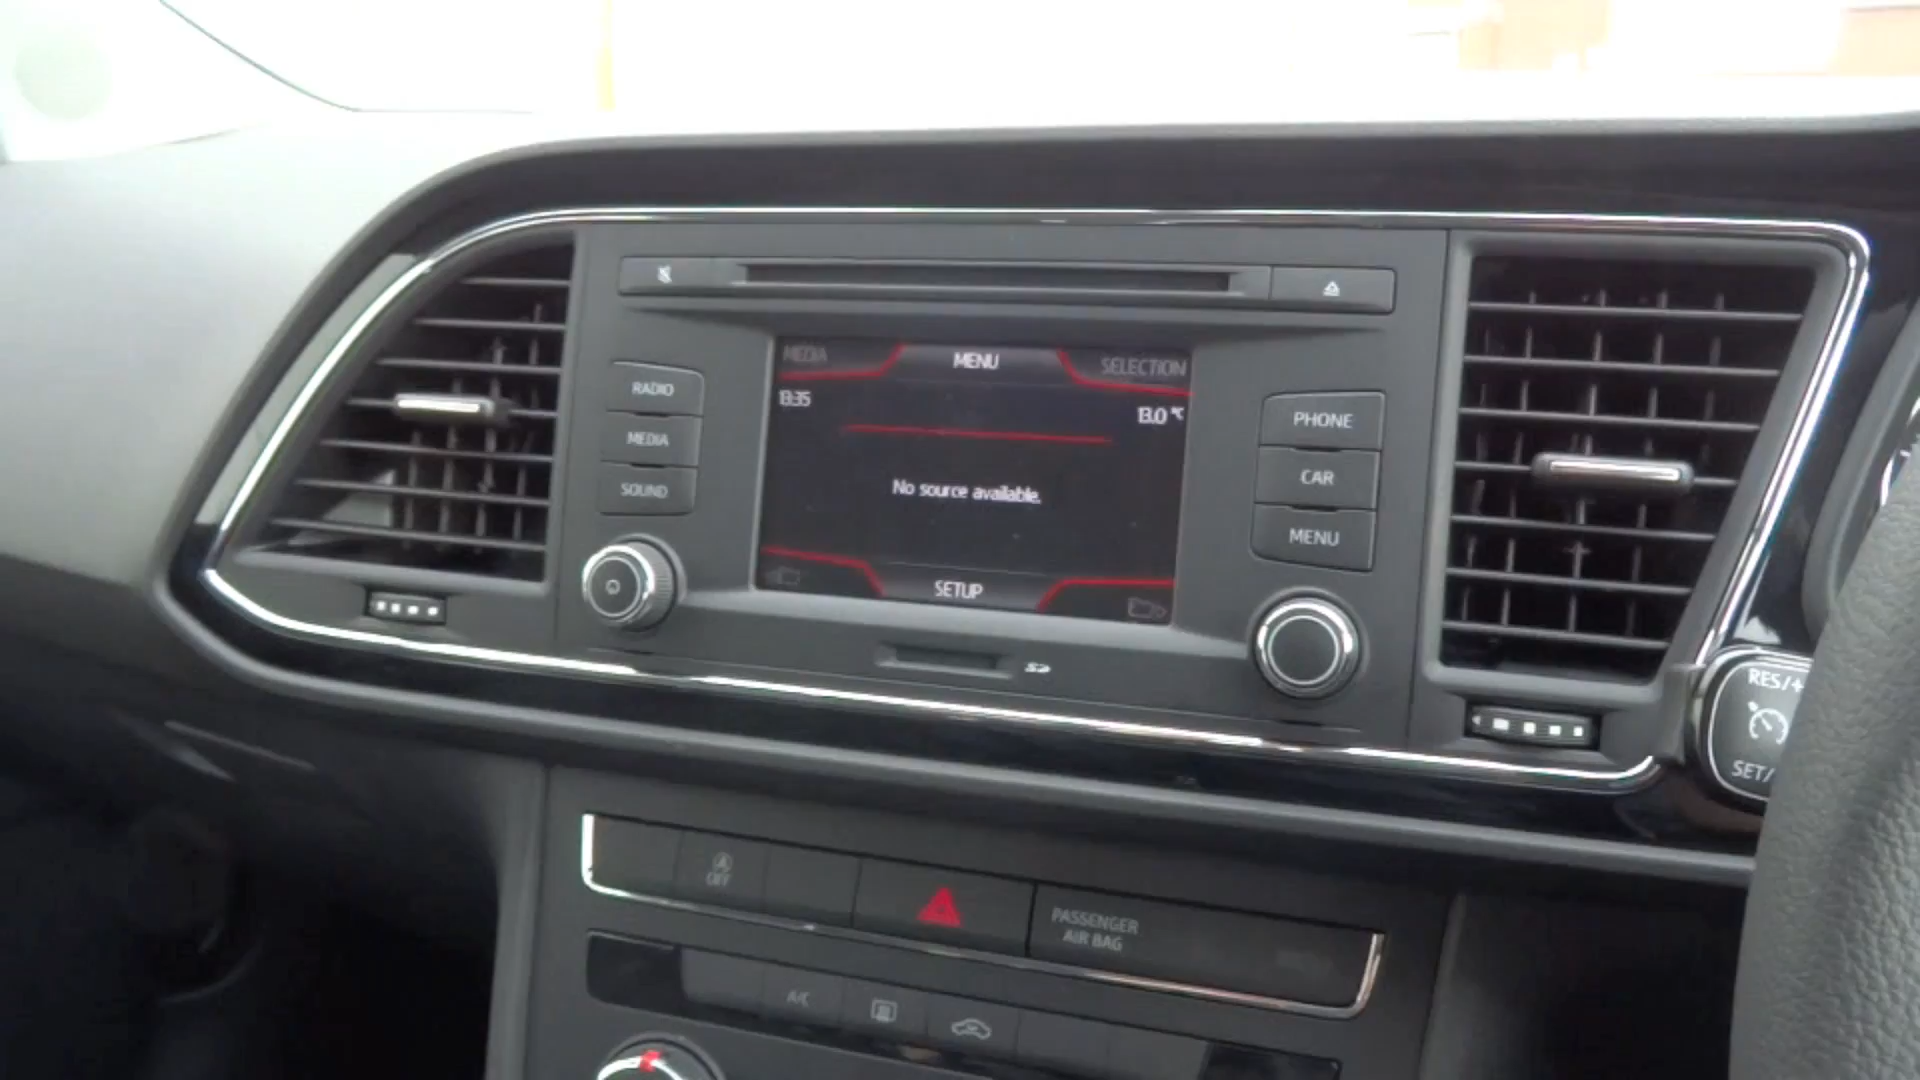 MEDIA
MENU
SELECTION
13:35
13.0 °C
No source available.
SETUP
RADIO
MEDIA
SOUND
PHONE
CAR
MENU
SD
RES/+
SET/
A
OFF
PASSENGER
AIR BAG
A/C